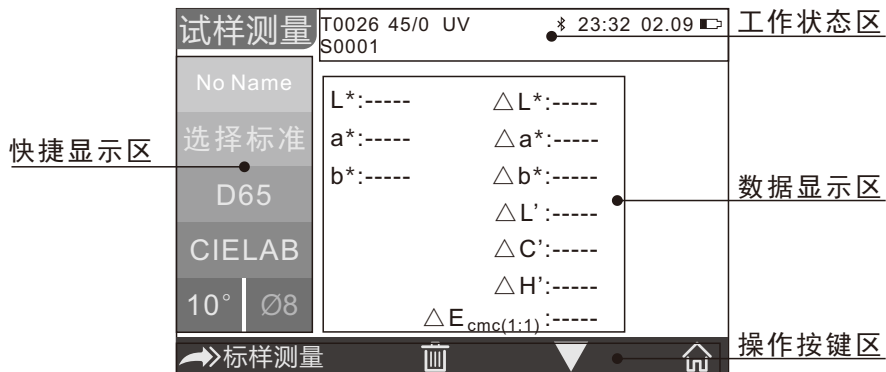 试样测量
T0026 45/0 UV 23:32 02.09
S0001
工作状态区
No Name
选择标准
D65
CIELAB
10° Ø8
快捷显示区
L*:----- △L*:-----
a*:----- △a*:-----
b*:----- △b*:-----
△L’:-----
△C’:-----
△H’:-----
△E cmc(1:1):-----
数据显示区
标样测量
操作按键区